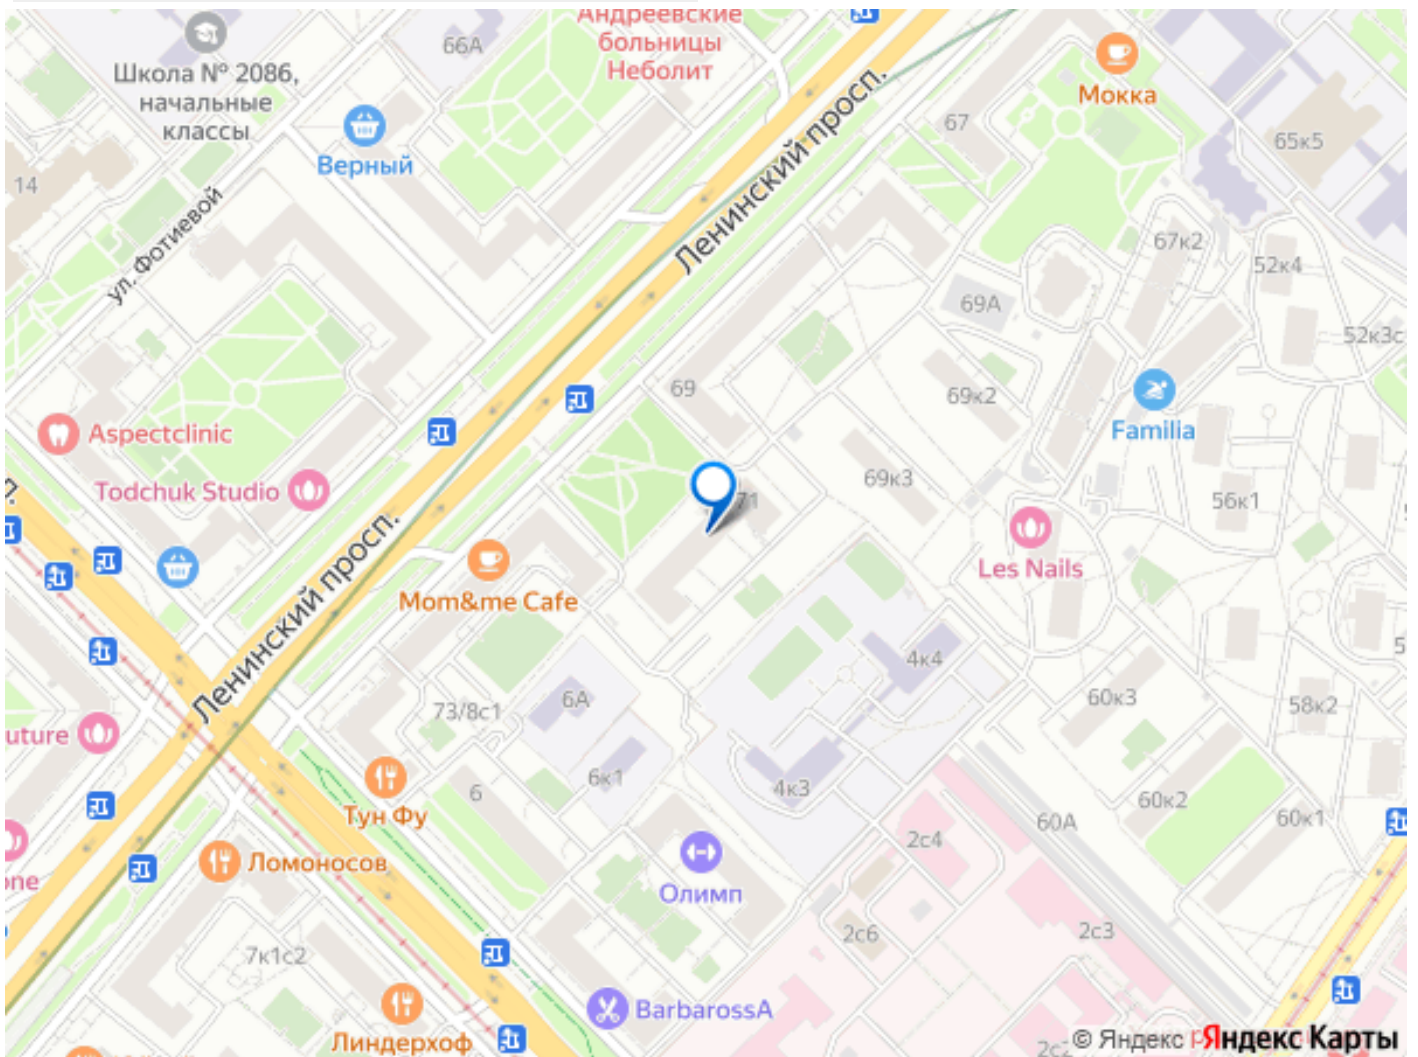 Андреевские
больницы
Неболит
66А
Школа № 2086,
начальные
классы
Мокка
67
65к5
Верный
14
ул. Фотиевой
Ленинский просп.
67к2
52к4
69А
52к3с
69
69к2
Familia
Aspectclinic
Todchuk Studio
69к3
71
56к1
Les Nails
Ленинский просп.
Mom&me Cafe
4к4
6А
73/8с1
60к3
58к2
uture
6к1
6
4к3
60к2
60к1
60А
Тун Фу
2с4
Ломоносов
one
Олимп
2с6
2с3
7к1с2
BarbarossA
Линдерхоф
© Яндекс
Яндекс Карты